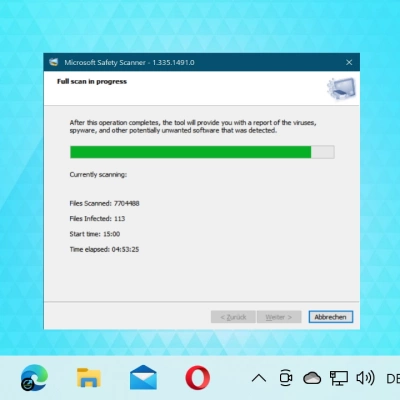 Microsoft Safety Scanner - 1.335.1491.0
Full scan in progress
After this operation completes, the tool will provide you with a report of the viruses,
spyware, and other potentially unwanted software that was detected.
Currently scanning:
Files Scanned: 7704488
Files Infected: 113
Start time: 15:00
Time elapsed: 04:53:25
< Zurück Weiter > Abbrechen
DE